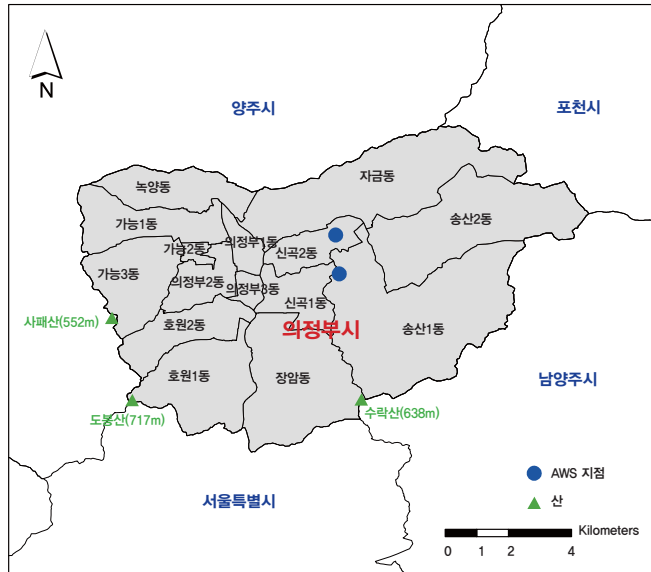 N
양주시
포천시
자금동
녹양동
송산2동
가능1동
의정부1동
가능2동
신곡2동
가능3동
의정부2동
의정부3동
신곡1동
사패산(552m)
호원2동
의정부시
송산1동
호원1동
장암동
남양주시
도봉산(717m)
수락산(638m)
서울특별시
AWS 지점
산
Kilometers
0 1 2 4